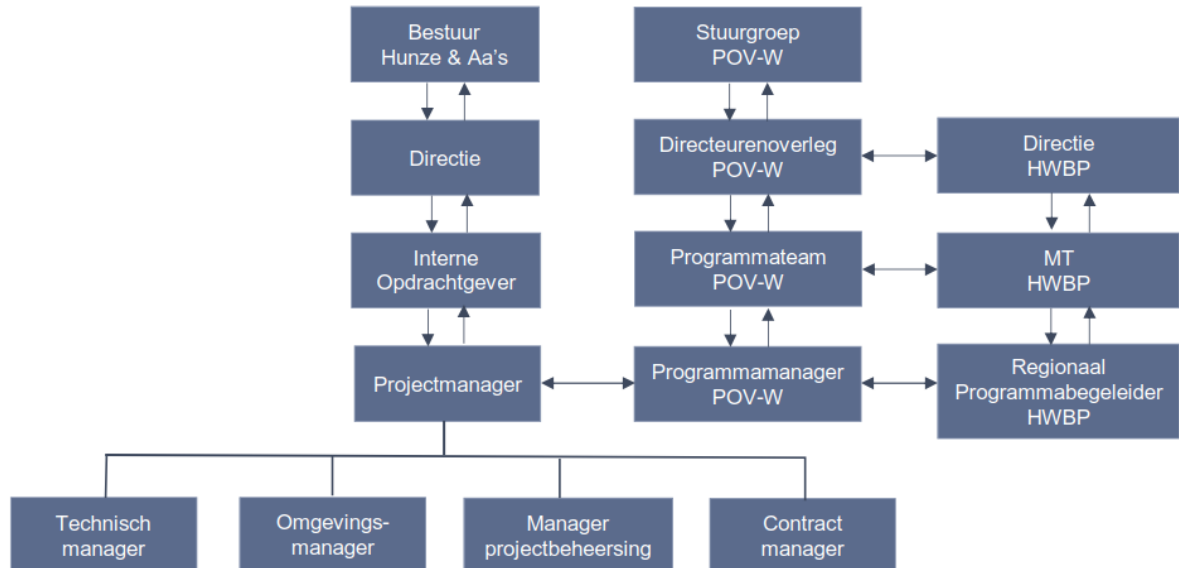 Bestuur
Hunze & Aa's
Stuurgroep
POV-W
Directie
Directeurenoverleg
POV-W
Directie
HWBP
Interne
Opdrachtgever
Programmateam
POV-W
MT
HWBP
Projectmanager
Programmamanager
POV-W
Regionaal
Programmabegeleider
HWBP
Technisch
manager
Omgevings-
manager
Manager
projectbeheersing
Contract
manager